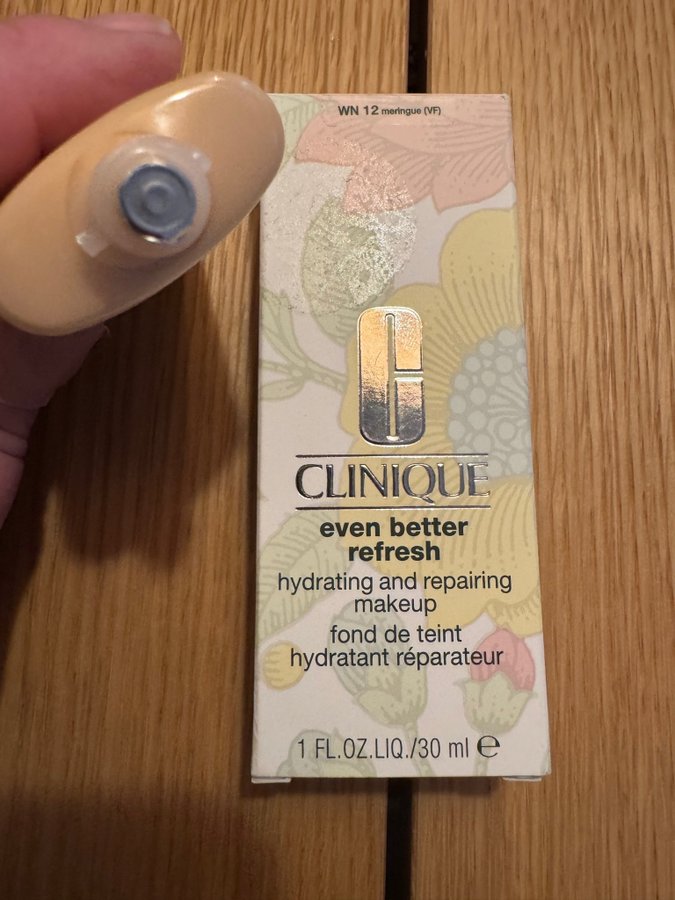 WN 12 meringue (VF)
CLINIQUE
even better
refresh
hydrating and repairing
makeup
fond de teint
hydratant réparateur
1 FL.OZ.LIQ./30 ml ℮